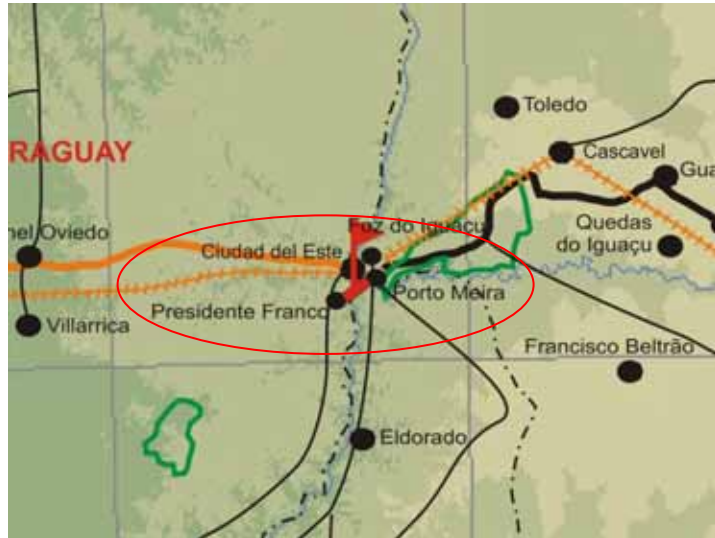 Toledo
RAGUAY
Cascavel
Gua
nel Oviedo
Ciudad del Este
Foz do Iguaçu
Quedas
do Iguaçu
Presidente Franco
Porto Meira
Villarrica
Francisco Beltrão
Eldorado